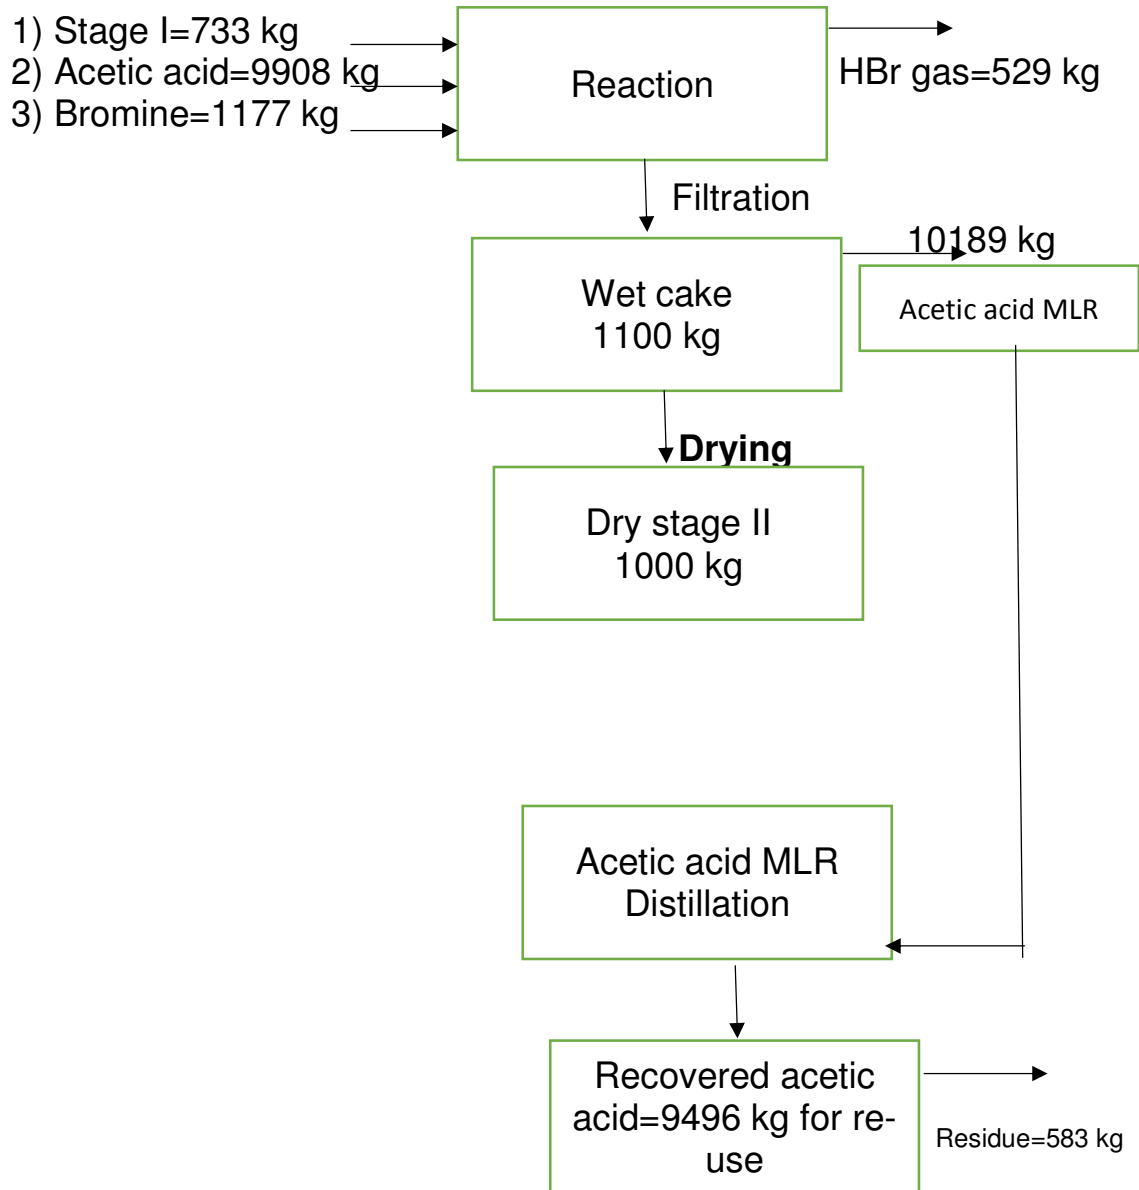 1) Stage I=733 kg
2) Acetic acid=9908 kg
3) Bromine=1177 kg
Reaction
HBr gas=529 kg
Filtration
10189 kg
Wet cake
1100 kg
Acetic acid MLR
Drying
Dry stage II
1000 kg
Acetic acid MLR
Distillation
Recovered acetic
acid=9496 kg for re-
use
Residue=583 kg